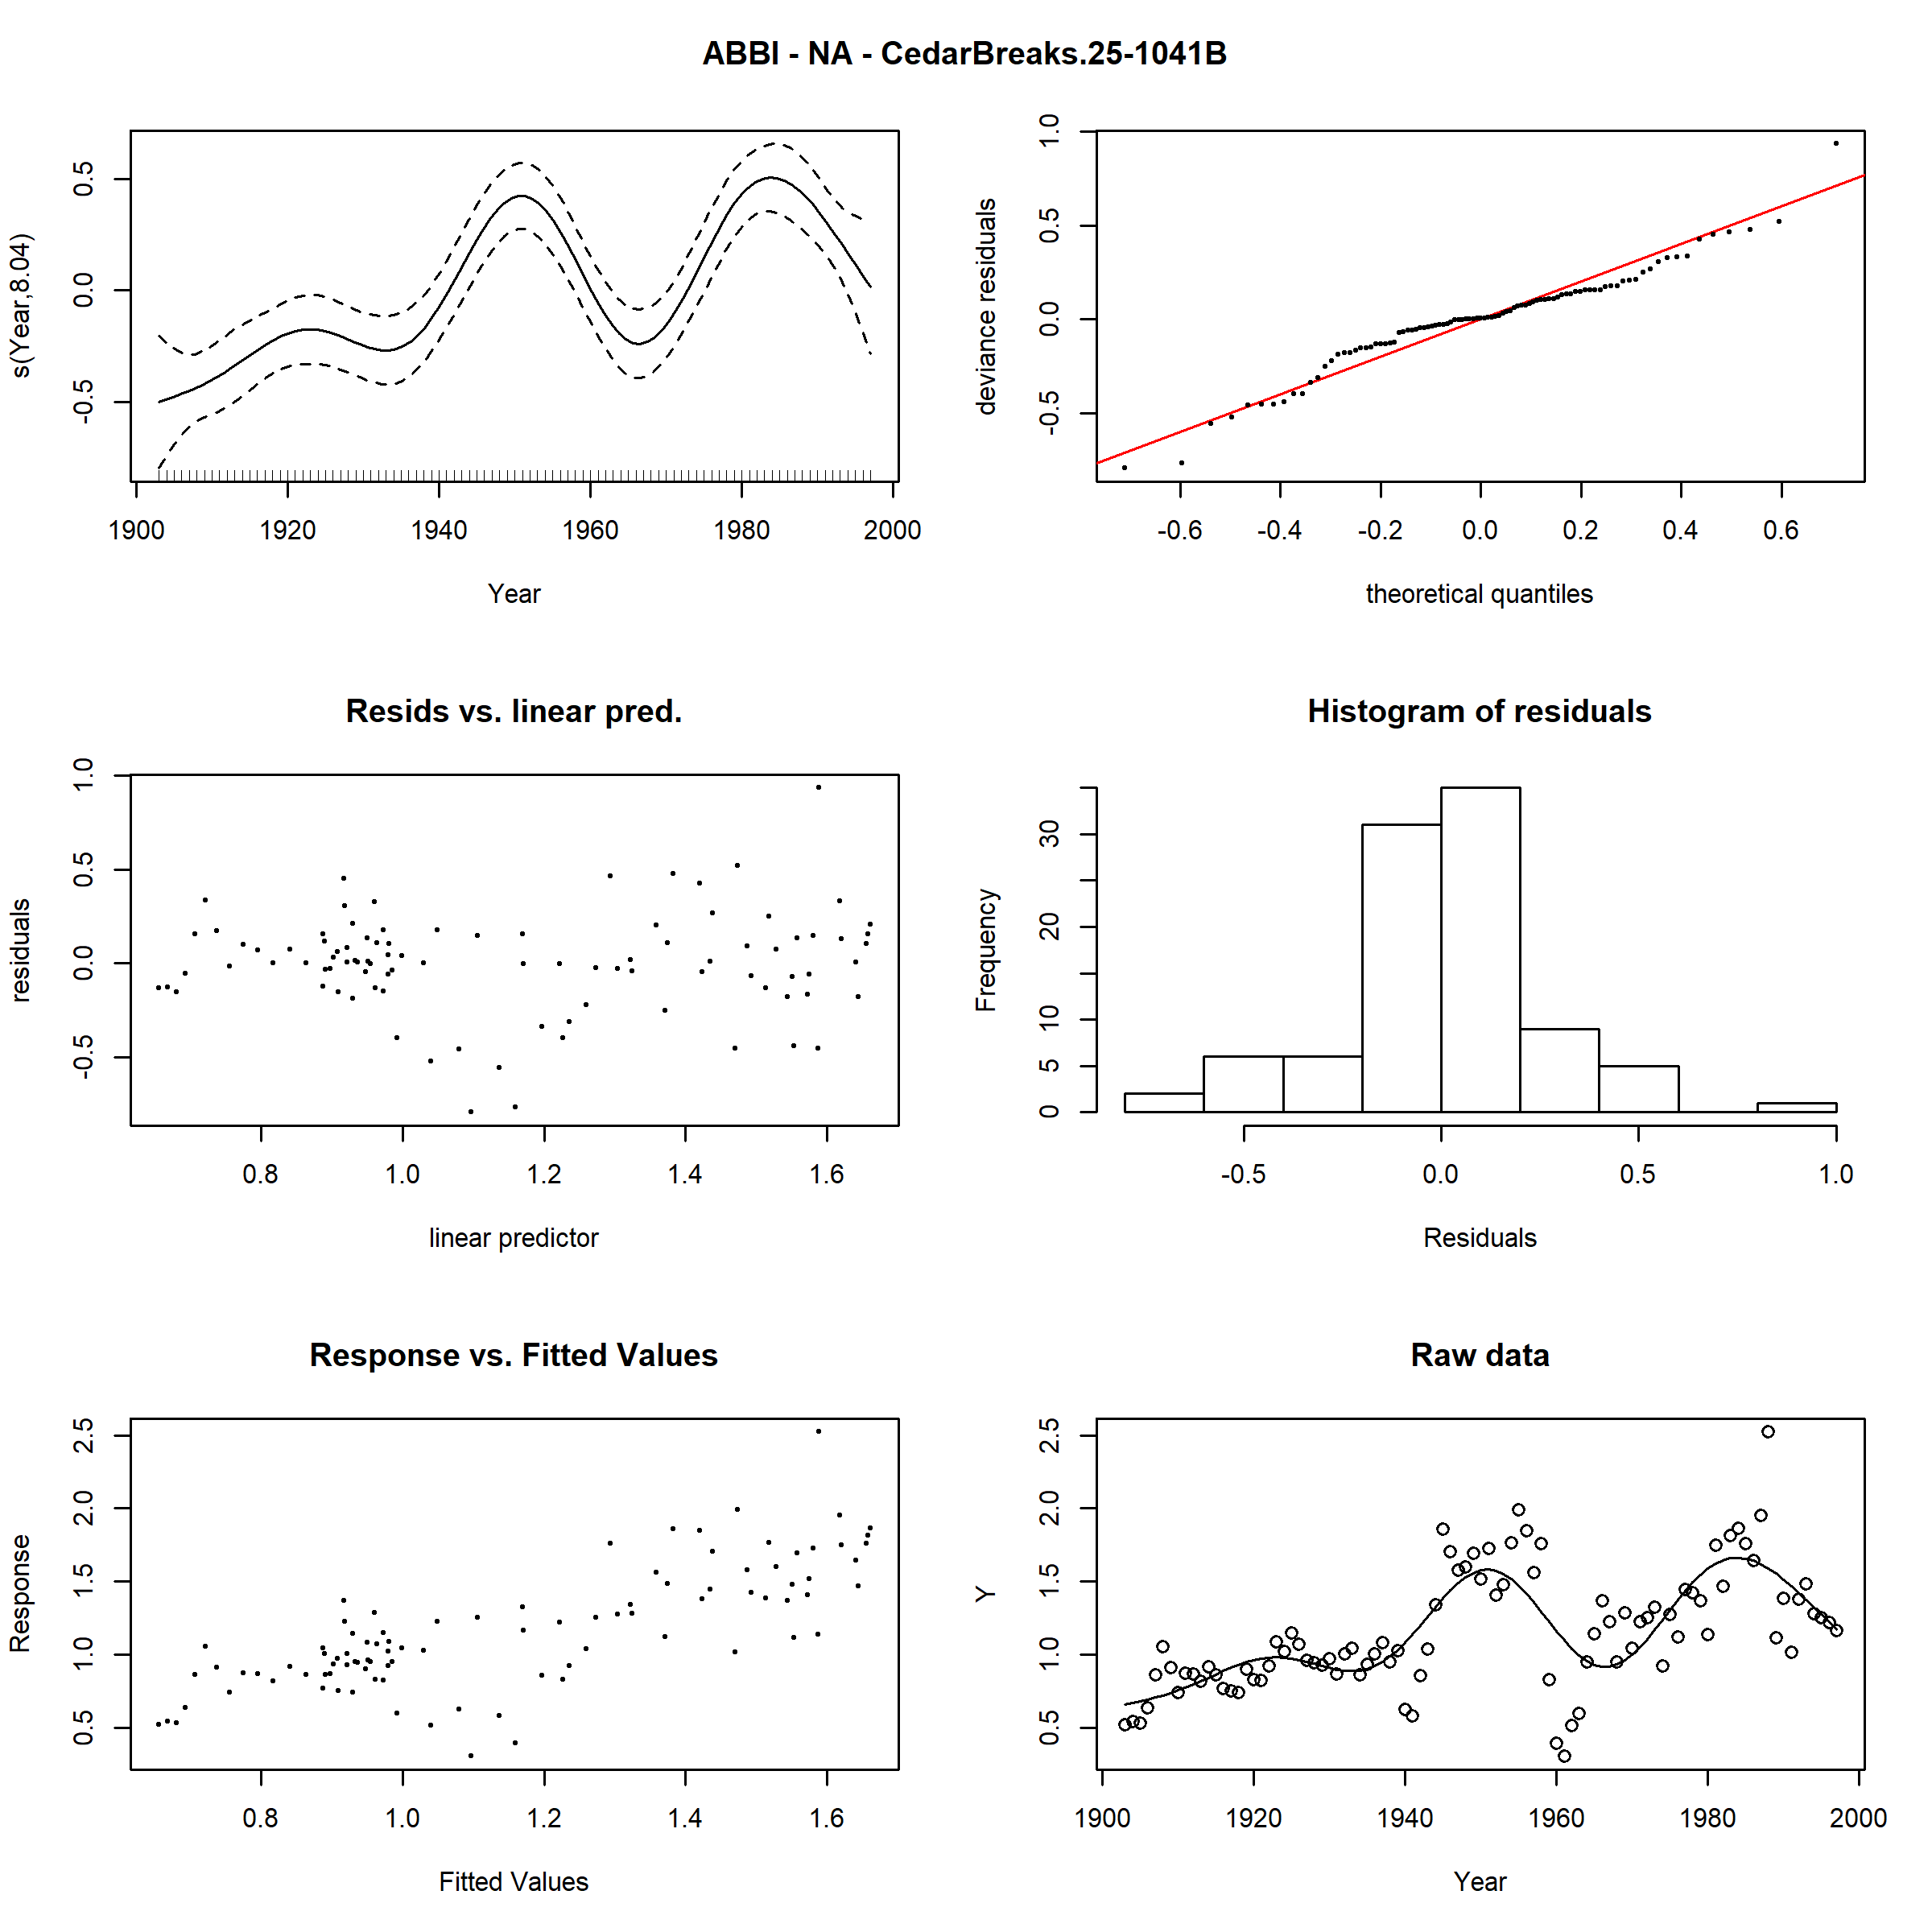 ABBI - NA - CedarBreaks.25-1041B
s(Year,8.04)
-0.5 0.0 0.5
1900 1920 1940 1960 1980 2000
Year
deviance residuals
-0.5 0.0 0.5 1.0
-0.6 -0.4 -0.2 0.0 0.2 0.4 0.6
theoretical quantiles
Resids vs. linear pred.
residuals
-0.5 0.0 0.5 1.0
0.8 1.0 1.2 1.4 1.6
linear predictor
Histogram of residuals
Frequency
0 5 10 20 30
-0.5 0.0 0.5 1.0
Residuals
Response vs. Fitted Values
Response
0.5 1.0 1.5 2.0 2.5
0.8 1.0 1.2 1.4 1.6
Fitted Values
Raw data
Y
0.5 1.0 1.5 2.0 2.5
1900 1920 1940 1960 1980 2000
Year